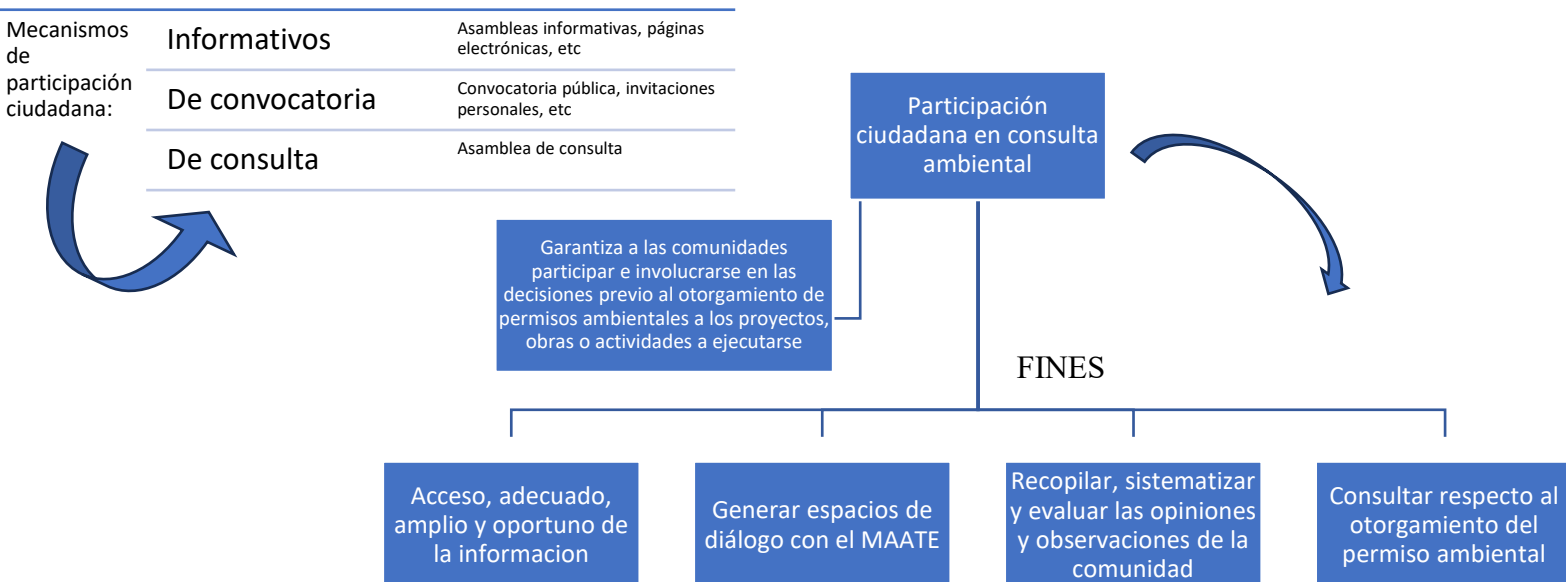 Mecanismos
de
participación
ciudadana:
Informativos
Asambleas informativas, páginas
electrónicas, etc
De convocatoria
Convocatoria pública, invitaciones
personales, etc
De consulta
Asamblea de consulta
Participación
ciudadana en consulta
ambiental
Garantiza a las comunidades
participar e involucrarse en las
decisiones previo al otorgamiento de
permisos ambientales a los proyectos,
obras o actividades a ejecutarse
FINES
Acceso, adecuado,
amplio y oportuno de
la informacion
Generar espacios de
diálogo con el MAATE
Recopilar, sistematizar
y evaluar las opiniones
y observaciones de la
comunidad
Consultar respecto al
otorgamiento del
permiso ambiental